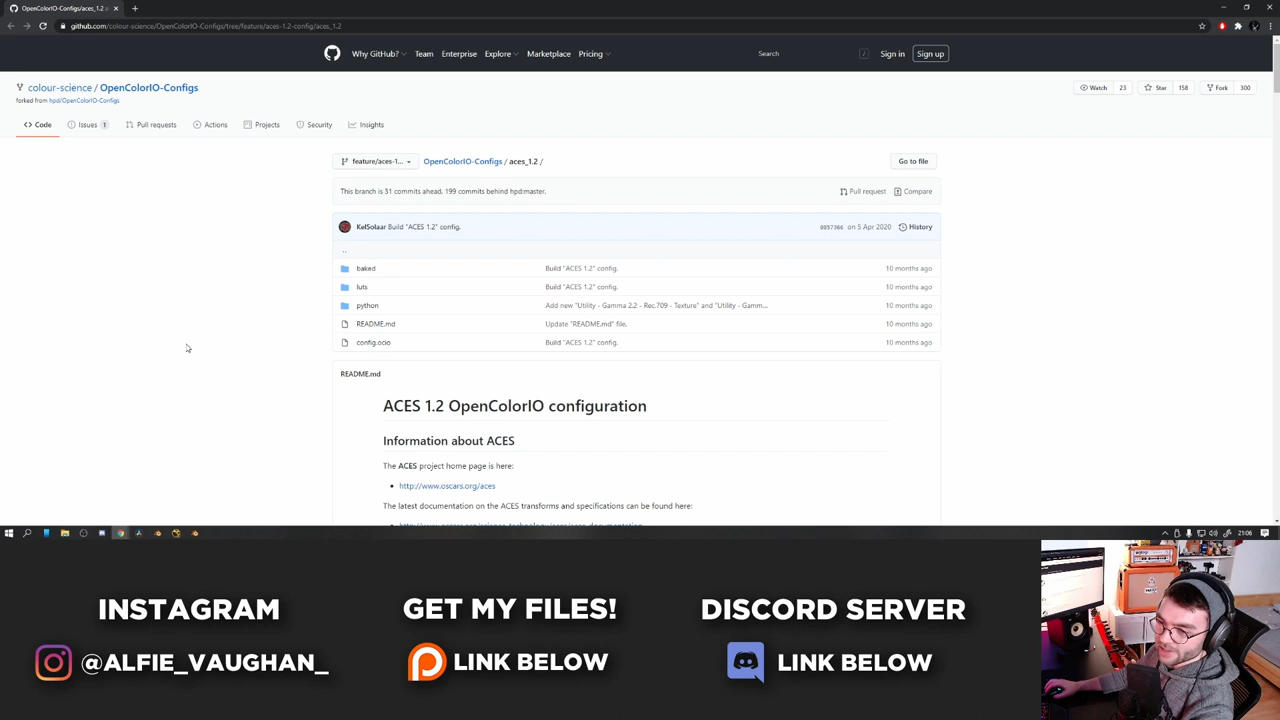 OpenColorIO-Configs/aces_1.2 a
github.com/colour-science/OpenColorIO-Configs/tree/feature/aces-1.2-config/aces_1.2
Why GitHub? Team Enterprise Explore Marketplace Pricing Search / Sign in Sign up
colour-science / OpenColorIO-Configs Watch 23 Star 158 Fork 300
forked from hpd/OpenColorIO-Configs
Code Issues 1 Pull requests Actions Projects Security Insights
feature/aces-1... OpenColorIO-Configs / aces_1.2 / Go to file
This branch is 31 commits ahead, 199 commits behind hpd:master. Pull request Compare
KelSolaar Build "ACES 1.2" config. 0857366 on 5 Apr 2020 History
..
baked Build "ACES 1.2" config. 10 months ago
luts Build "ACES 1.2" config. 10 months ago
python Add new "Utility - Gamma 2.2 - Rec.709 - Texture" and "Utility - Gamm... 10 months ago
README.md Update "README.md" file. 10 months ago
config.ocio Build "ACES 1.2" config. 10 months ago
README.md
ACES 1.2 OpenColorIO configuration
Information about ACES
The ACES project home page is here:
• http://www.oscars.org/aces
The latest documentation on the ACES transforms and specifications can be found here:
21:06
INSTAGRAM GET MY FILES! DISCORD SERVER
@ALFIE_VAUGHAN_ LINK BELOW LINK BELOW